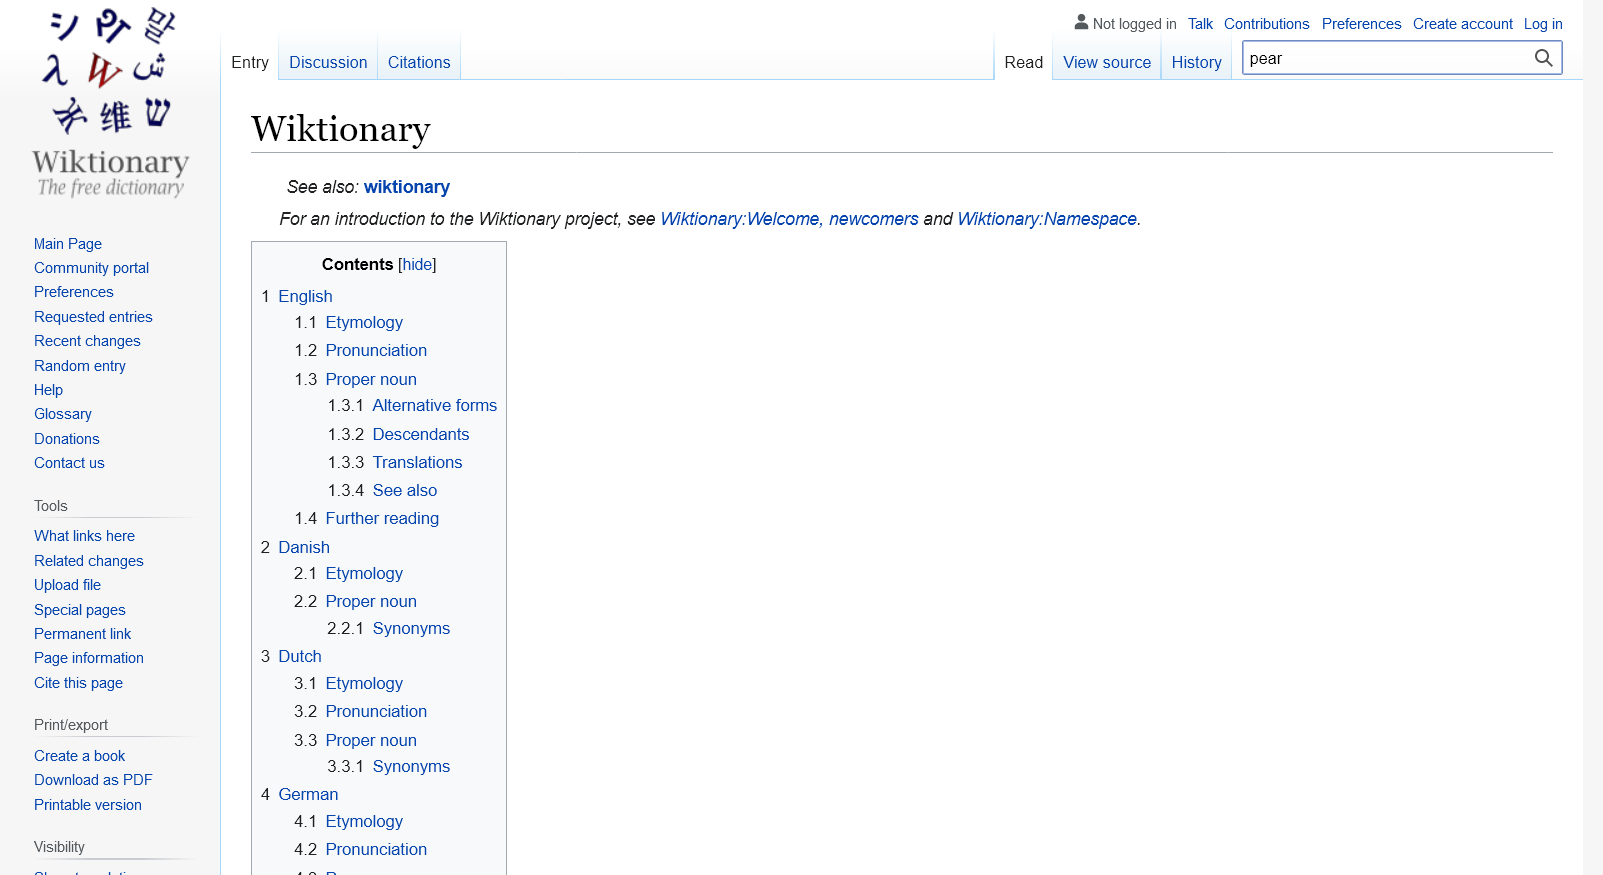 Not logged in Talk Contributions Preferences Create account Log in
Entry Discussion Citations Read View source History pear
Wiktionary
The free dictionary
Main Page
Community portal
Preferences
Requested entries
Recent changes
Random entry
Help
Glossary
Donations
Contact us
Tools
What links here
Related changes
Upload file
Special pages
Permanent link
Page information
Cite this page
Print/export
Create a book
Download as PDF
Printable version
Visibility
Wiktionary
See also: wiktionary
For an introduction to the Wiktionary project, see Wiktionary:Welcome, newcomers and Wiktionary:Namespace.
Contents [hide]
1 English
1.1 Etymology
1.2 Pronunciation
1.3 Proper noun
1.3.1 Alternative forms
1.3.2 Descendants
1.3.3 Translations
1.3.4 See also
1.4 Further reading
2 Danish
2.1 Etymology
2.2 Proper noun
2.2.1 Synonyms
3 Dutch
3.1 Etymology
3.2 Pronunciation
3.3 Proper noun
3.3.1 Synonyms
4 German
4.1 Etymology
4.2 Pronunciation